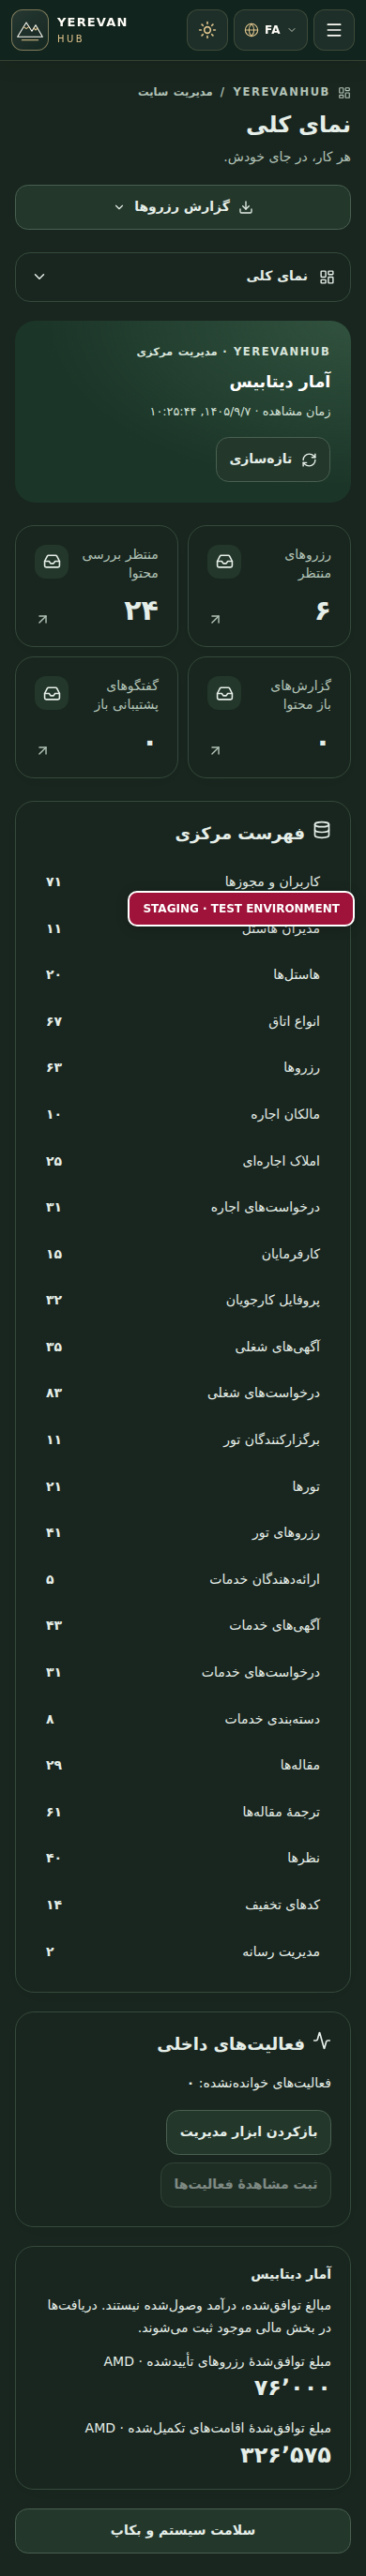 YEREVAN
HUB
FA
YEREVANHUB / مدیریت سایت
نمای کلی
هر کار، در جای خودش.
گزارش رزروها
نمای کلی
YEREVANHUB · مدیریت مرکزی
آمار دیتابیس
زمان مشاهده · ۱۴۰۵/۹/۷, ۱۰:۲۵:۴۴
تازه‌سازی
رزروهای
منتظر
۶
منتظر بررسی
محتوا
۲۴
گزارش‌های
باز محتوا
۰
گفتگوهای
پشتیبانی باز
۰
فهرست مرکزی
کاربران و مجوزها ۷۱
STAGING · TEST ENVIRONMENT
مدیران هاستل ۱۱
هاستل‌ها ۲۰
انواع اتاق ۶۷
رزروها ۶۳
مالکان اجاره ۱۰
املاک اجاره‌ای ۲۵
درخواست‌های اجاره ۳۱
کارفرمایان ۱۵
پروفایل کارجویان ۳۲
آگهی‌های شغلی ۳۵
درخواست‌های شغلی ۸۳
برگزارکنندگان تور ۱۱
تورها ۲۱
رزروهای تور ۴۱
ارائه‌دهندگان خدمات ۵
آگهی‌های خدمات ۴۳
درخواست‌های خدمات ۳۱
دسته‌بندی خدمات ۸
مقاله‌ها ۲۹
ترجمهٔ مقاله‌ها ۶۱
نظرها ۴۰
کدهای تخفیف ۱۴
مدیریت رسانه ۲
فعالیت‌های داخلی
فعالیت‌های خوانده‌نشده: ۰
بازکردن ابزار مدیریت
ثبت مشاهدهٔ فعالیت‌ها
آمار دیتابیس
مبالغ توافق‌شده، درآمد وصول‌شده نیستند. دریافت‌ها
در بخش مالی موجود ثبت می‌شوند.
مبلغ توافق‌شدهٔ رزروهای تأییدشده · AMD
۷۶٬۰۰۰
مبلغ توافق‌شدهٔ اقامت‌های تکمیل‌شده · AMD
۳۲۶٬۵۷۵
سلامت سیستم و بکاپ